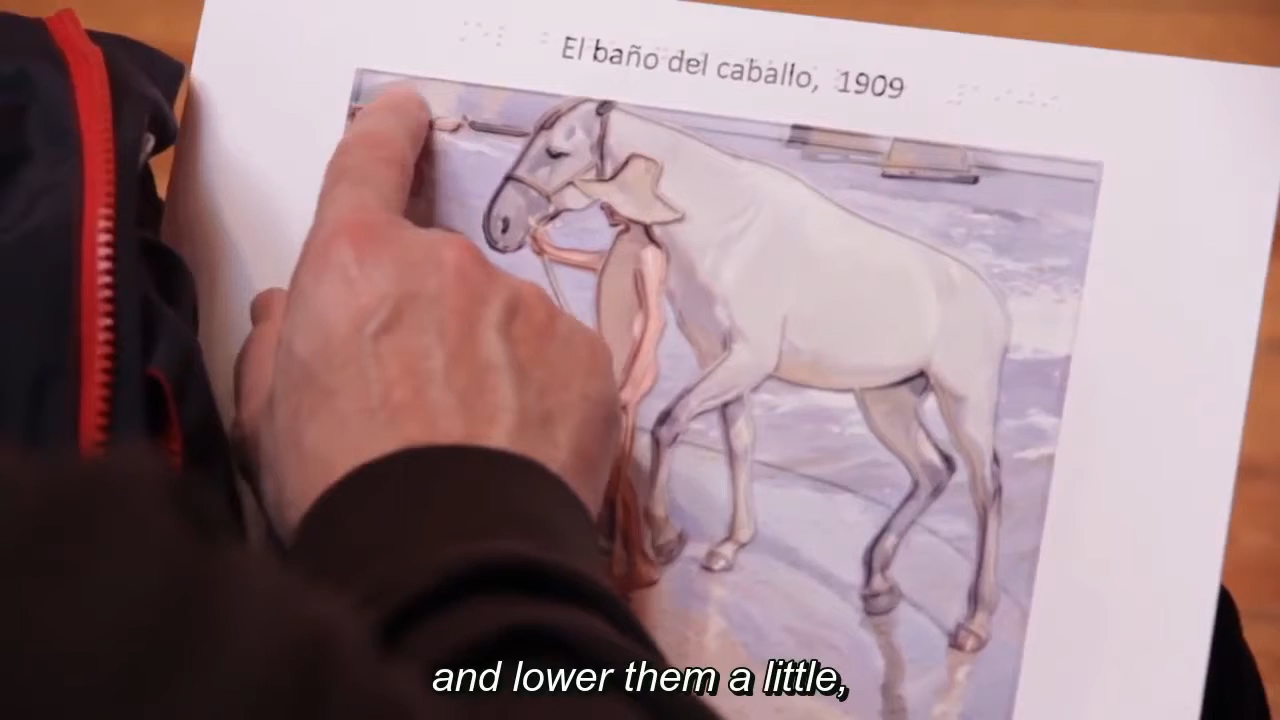 El baño del caballo, 1909
and lower them a little,